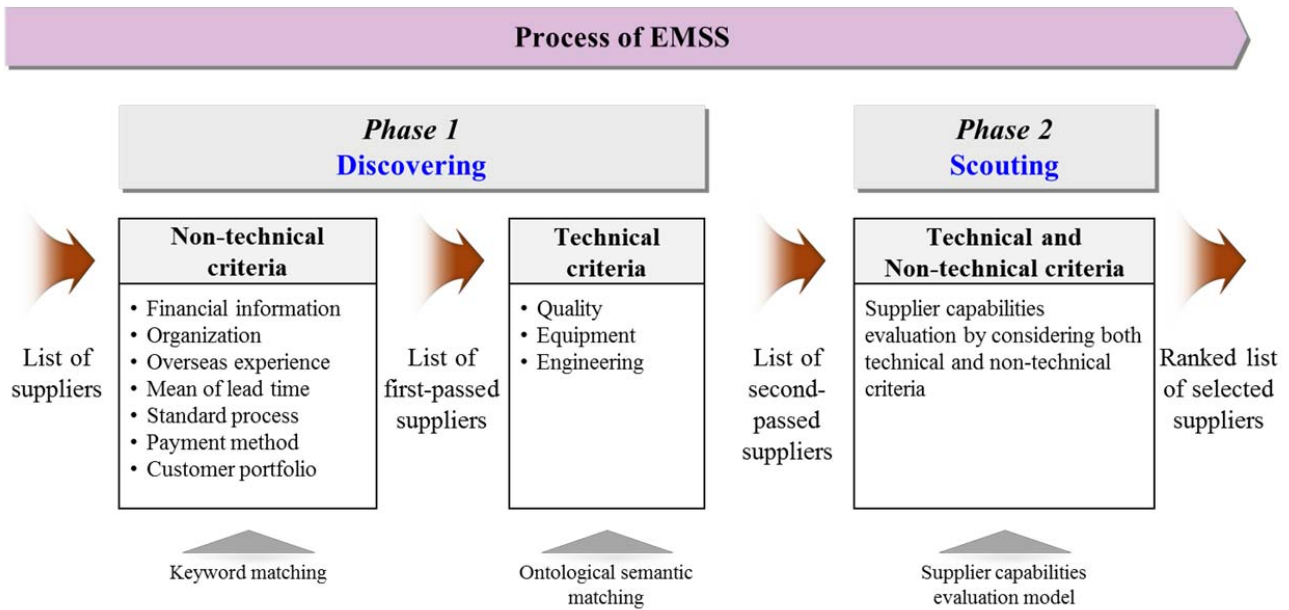 Process of EMSS
Phase 1
Discovering
Phase 2
Scouting
List of
suppliers
Non-technical
criteria
• Financial information
• Organization
• Overseas experience
• Mean of lead time
• Standard process
• Payment method
• Customer portfolio
Keyword matching
List of
first-passed
suppliers
Technical
criteria
• Quality
• Equipment
• Engineering
Ontological semantic
matching
List of
second-
passed
suppliers
Technical and
Non-technical criteria
Supplier capabilities
evaluation by considering both
technical and non-technical
criteria
Supplier capabilities
evaluation model
Ranked list
of selected
suppliers